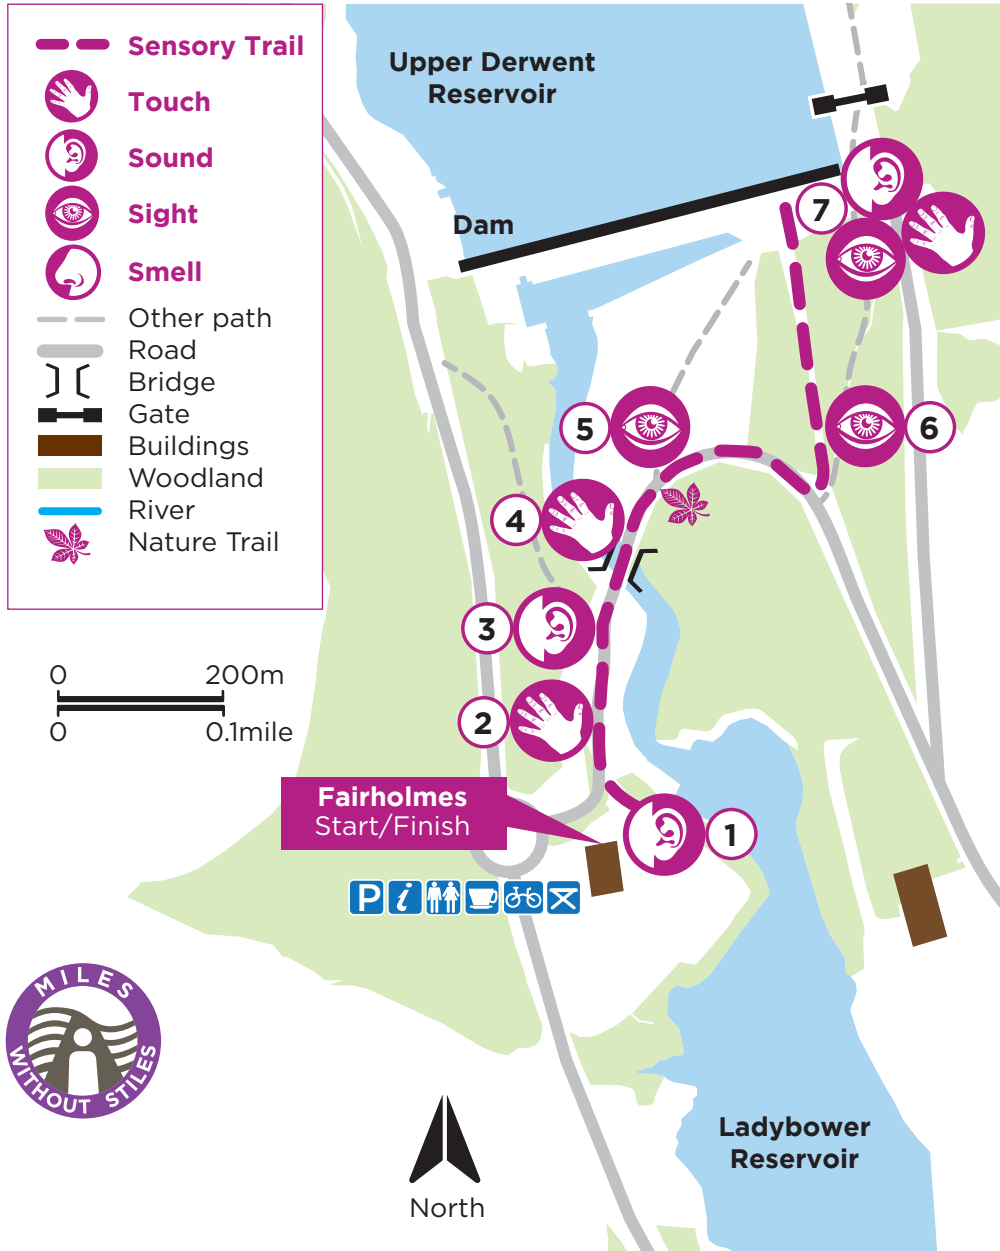 Sensory Trail
Touch
Sound
Sight
Smell
Other path
Road
Bridge
Gate
Buildings
Woodland
River
Nature Trail
Upper Derwent
Reservoir
Dam
7
6
5
4
3
2
1
0 200m
0 0.1mile
Fairholmes
Start/Finish
P i
MILES
WITHOUT STILES
North
Ladybower
Reservoir